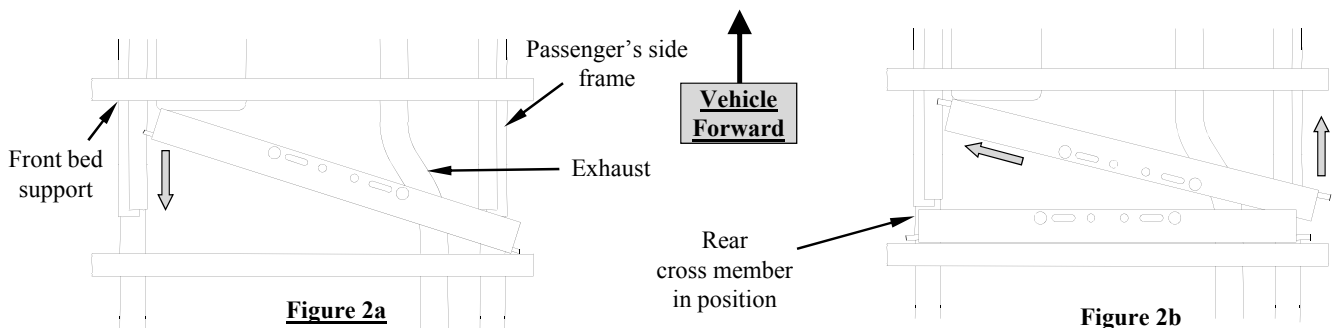 Passenger's side
frame
Front bed
support
Exhaust
Figure 2a
Vehicle
Forward
Rear
cross member
in position
Figure 2b